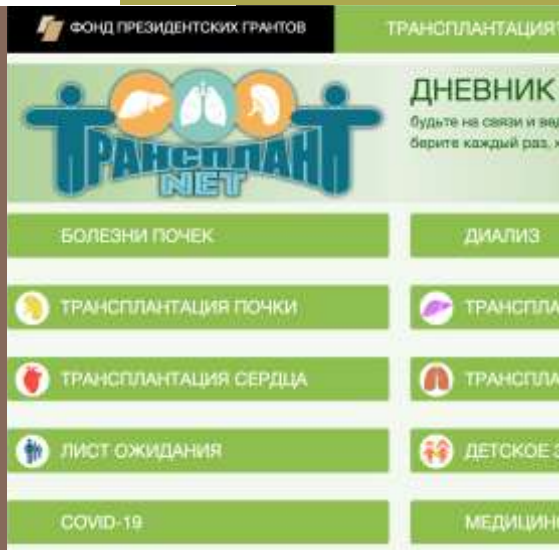 ФОНД ПРЕЗИДЕНТСКИХ ГРАНТОВ
ТРАНСПЛАНТАЦИЯ
ТРАНСПЛАНТ
NET
ДНЕВНИК
будьте на связи и вед
берите каждый раз, к
БОЛЕЗНИ ПОЧЕК
ДИАЛИЗ
ТРАНСПЛАНТАЦИЯ ПОЧКИ
ТРАНСПЛА
ТРАНСПЛАНТАЦИЯ СЕРДЦА
ТРАНСПЛА
ЛИСТ ОЖИДАНИЯ
ДЕТСКОЕ З
COVID-19
МЕДИЦИН